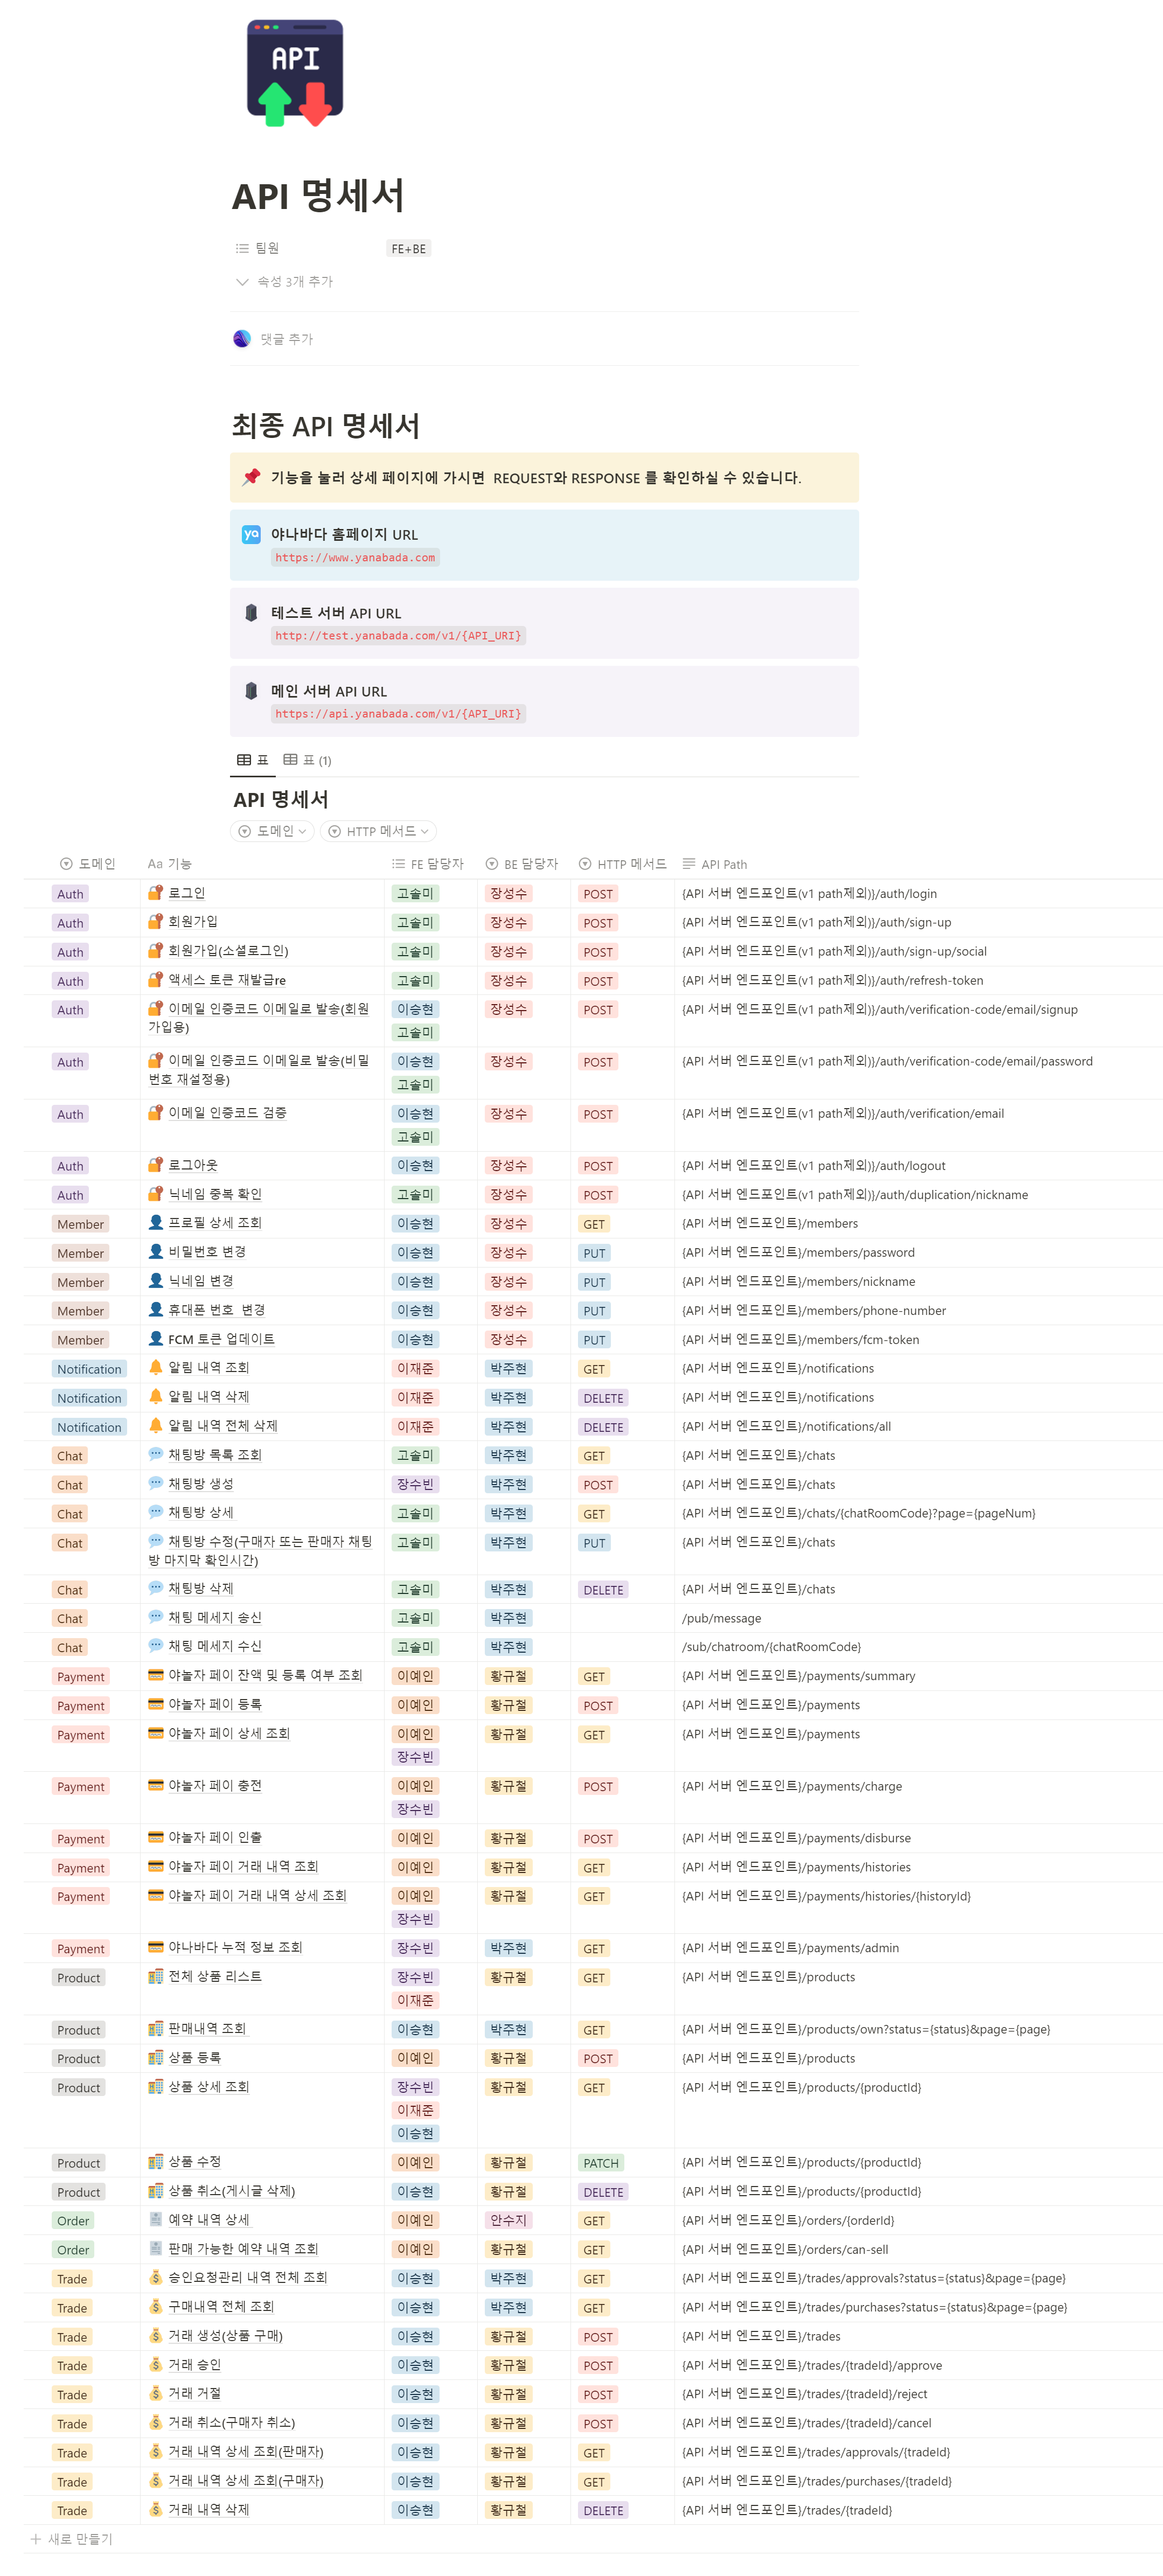 API
API 명세서
팀원 FE+BE
속성 3개 추가
댓글 추가
최종 API 명세서
기능을 눌러 상세 페이지에 가시면 REQUEST와 RESPONSE 를 확인하실 수 있습니다.
ya 야나바다 홈페이지 URL
https://www.yanabada.com
테스트 서버 API URL
http://test.yanabada.com/v1/{API_URI}
메인 서버 API URL
https://api.yanabada.com/v1/{API_URI}
표 표 (1)
API 명세서
도메인 HTTP 메서드
도메인 Aa 기능 FE 담당자 BE 담당자 HTTP 메서드 API Path
Auth 로그인 고솔미 장성수 POST {API 서버 엔드포인트(v1 path제외)}/auth/login
Auth 회원가입 고솔미 장성수 POST {API 서버 엔드포인트(v1 path제외)}/auth/sign-up
Auth 회원가입(소셜로그인) 고솔미 장성수 POST {API 서버 엔드포인트(v1 path제외)}/auth/sign-up/social
Auth 액세스 토큰 재발급re 고솔미 장성수 POST {API 서버 엔드포인트(v1 path제외)}/auth/refresh-token
Auth 이메일 인증코드 이메일로 발송(회원 이승현 장성수 POST {API 서버 엔드포인트(v1 path제외)}/auth/verification-code/email/signup
가입용) 고솔미
Auth 이메일 인증코드 이메일로 발송(비밀 이승현 장성수 POST {API 서버 엔드포인트(v1 path제외)}/auth/verification-code/email/password
번호 재설정용) 고솔미
Auth 이메일 인증코드 검증 이승현 장성수 POST {API 서버 엔드포인트(v1 path제외)}/auth/verification/email
고솔미
Auth 로그아웃 이승현 장성수 POST {API 서버 엔드포인트(v1 path제외)}/auth/logout
Auth 닉네임 중복 확인 고솔미 장성수 POST {API 서버 엔드포인트(v1 path제외)}/auth/duplication/nickname
Member 프로필 상세 조회 이승현 장성수 GET {API 서버 엔드포인트}/members
Member 비밀번호 변경 이승현 장성수 PUT {API 서버 엔드포인트}/members/password
Member 닉네임 변경 이승현 장성수 PUT {API 서버 엔드포인트}/members/nickname
Member 휴대폰 번호 변경 이승현 장성수 PUT {API 서버 엔드포인트}/members/phone-number
Member FCM 토큰 업데이트 이승현 장성수 PUT {API 서버 엔드포인트}/members/fcm-token
Notification 알림 내역 조회 이재준 박주현 GET {API 서버 엔드포인트}/notifications
Notification 알림 내역 삭제 이재준 박주현 DELETE {API 서버 엔드포인트}/notifications
Notification 알림 내역 전체 삭제 이재준 박주현 DELETE {API 서버 엔드포인트}/notifications/all
Chat 채팅방 목록 조회 고솔미 박주현 GET {API 서버 엔드포인트}/chats
Chat 채팅방 생성 장수빈 박주현 POST {API 서버 엔드포인트}/chats
Chat 채팅방 상세 고솔미 박주현 GET {API 서버 엔드포인트}/chats/{chatRoomCode}?page={pageNum}
Chat 채팅방 수정(구매자 또는 판매자 채팅 고솔미 박주현 PUT {API 서버 엔드포인트}/chats
방 마지막 확인시간)
Chat 채팅방 삭제 고솔미 박주현 DELETE {API 서버 엔드포인트}/chats
Chat 채팅 메세지 송신 고솔미 박주현 /pub/message
Chat 채팅 메세지 수신 고솔미 박주현 /sub/chatroom/{chatRoomCode}
Payment 야놀자 페이 잔액 및 등록 여부 조회 이예인 황규철 GET {API 서버 엔드포인트}/payments/summary
Payment 야놀자 페이 등록 이예인 황규철 POST {API 서버 엔드포인트}/payments
Payment 야놀자 페이 상세 조회 이예인 황규철 GET {API 서버 엔드포인트}/payments
장수빈
Payment 야놀자 페이 충전 이예인 황규철 POST {API 서버 엔드포인트}/payments/charge
장수빈
Payment 야놀자 페이 인출 이예인 황규철 POST {API 서버 엔드포인트}/payments/disburse
Payment 야놀자 페이 거래 내역 조회 이예인 황규철 GET {API 서버 엔드포인트}/payments/histories
Payment 야놀자 페이 거래 내역 상세 조회 이예인 황규철 GET {API 서버 엔드포인트}/payments/histories/{historyId}
장수빈
Payment 야나바다 누적 정보 조회 장수빈 박주현 GET {API 서버 엔드포인트}/payments/admin
Product 전체 상품 리스트 장수빈 황규철 GET {API 서버 엔드포인트}/products
이재준
Product 판매내역 조회 이승현 박주현 GET {API 서버 엔드포인트}/products/own?status={status}&page={page}
Product 상품 등록 이예인 황규철 POST {API 서버 엔드포인트}/products
Product 상품 상세 조회 장수빈 황규철 GET {API 서버 엔드포인트}/products/{productId}
이재준
이승현
Product 상품 수정 이예인 황규철 PATCH {API 서버 엔드포인트}/products/{productId}
Product 상품 취소(게시글 삭제) 이승현 황규철 DELETE {API 서버 엔드포인트}/products/{productId}
Order 예약 내역 상세 이예인 안수지 GET {API 서버 엔드포인트}/orders/{orderId}
Order 판매 가능한 예약 내역 조회 이예인 황규철 GET {API 서버 엔드포인트}/orders/can-sell
Trade 승인요청관리 내역 전체 조회 이승현 박주현 GET {API 서버 엔드포인트}/trades/approvals?status={status}&page={page}
Trade 구매내역 전체 조회 이승현 박주현 GET {API 서버 엔드포인트}/trades/purchases?status={status}&page={page}
Trade 거래 생성(상품 구매) 이승현 황규철 POST {API 서버 엔드포인트}/trades
Trade 거래 승인 이승현 황규철 POST {API 서버 엔드포인트}/trades/{tradeId}/approve
Trade 거래 거절 이승현 황규철 POST {API 서버 엔드포인트}/trades/{tradeId}/reject
Trade 거래 취소(구매자 취소) 이승현 황규철 POST {API 서버 엔드포인트}/trades/{tradeId}/cancel
Trade 거래 내역 상세 조회(판매자) 이승현 황규철 GET {API 서버 엔드포인트}/trades/approvals/{tradeId}
Trade 거래 내역 상세 조회(구매자) 이승현 황규철 GET {API 서버 엔드포인트}/trades/purchases/{tradeId}
Trade 거래 내역 삭제 이승현 황규철 DELETE {API 서버 엔드포인트}/trades/{tradeId}
+ 새로 만들기